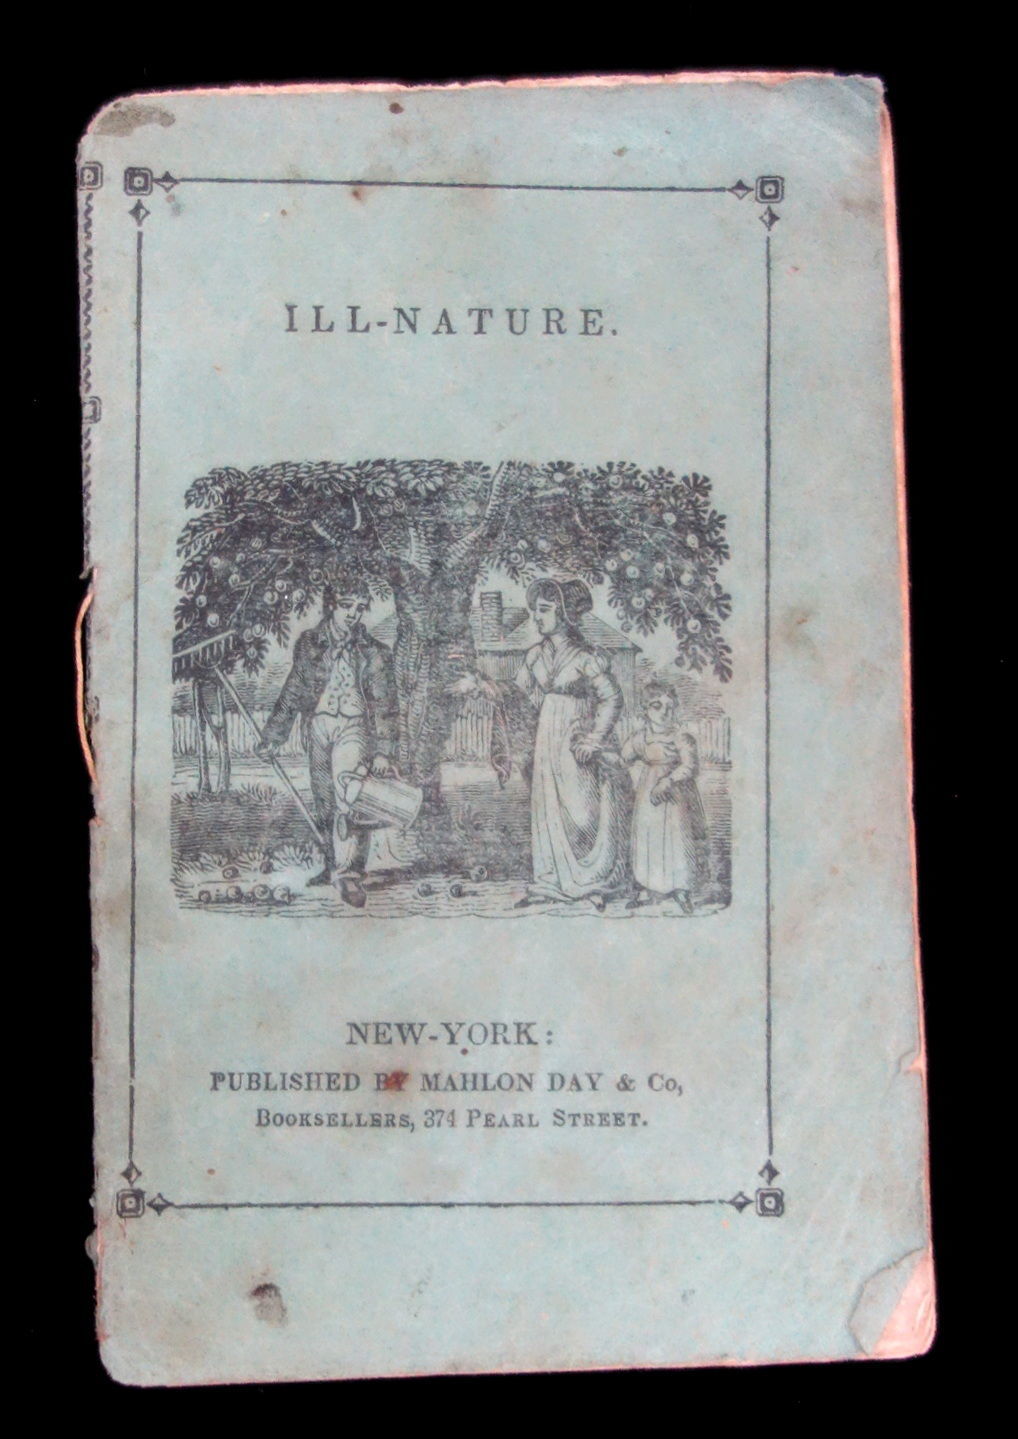 ILL-NATURE.
NEW-YORK:
PUBLISHED BY MAHLON DAY & Co,
BOOKSELLERS, 374 PEARL STREET.